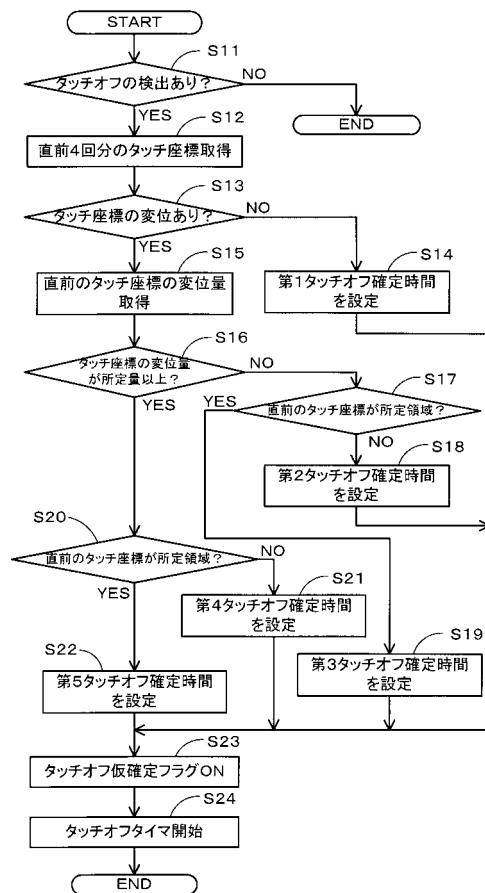 START
S11
タッチオフの検出あり?
NO
YES
END
S12
直前4回分のタッチ座標取得
S13
タッチ座標の変位あり?
NO
YES
S14
第1タッチオフ確定時間
を設定
S15
直前のタッチ座標の変位量
取得
S16
タッチ座標の変位量
が所定量以上?
NO
YES
S17
直前のタッチ座標が所定領域?
YES
NO
S18
第2タッチオフ確定時間
を設定
S20
直前のタッチ座標が所定領域?
NO
YES
S21
第4タッチオフ確定時間
を設定
S19
第3タッチオフ確定時間
を設定
S22
第5タッチオフ確定時間
を設定
S23
タッチオフ仮確定フラグON
S24
タッチオフタイマ開始
END